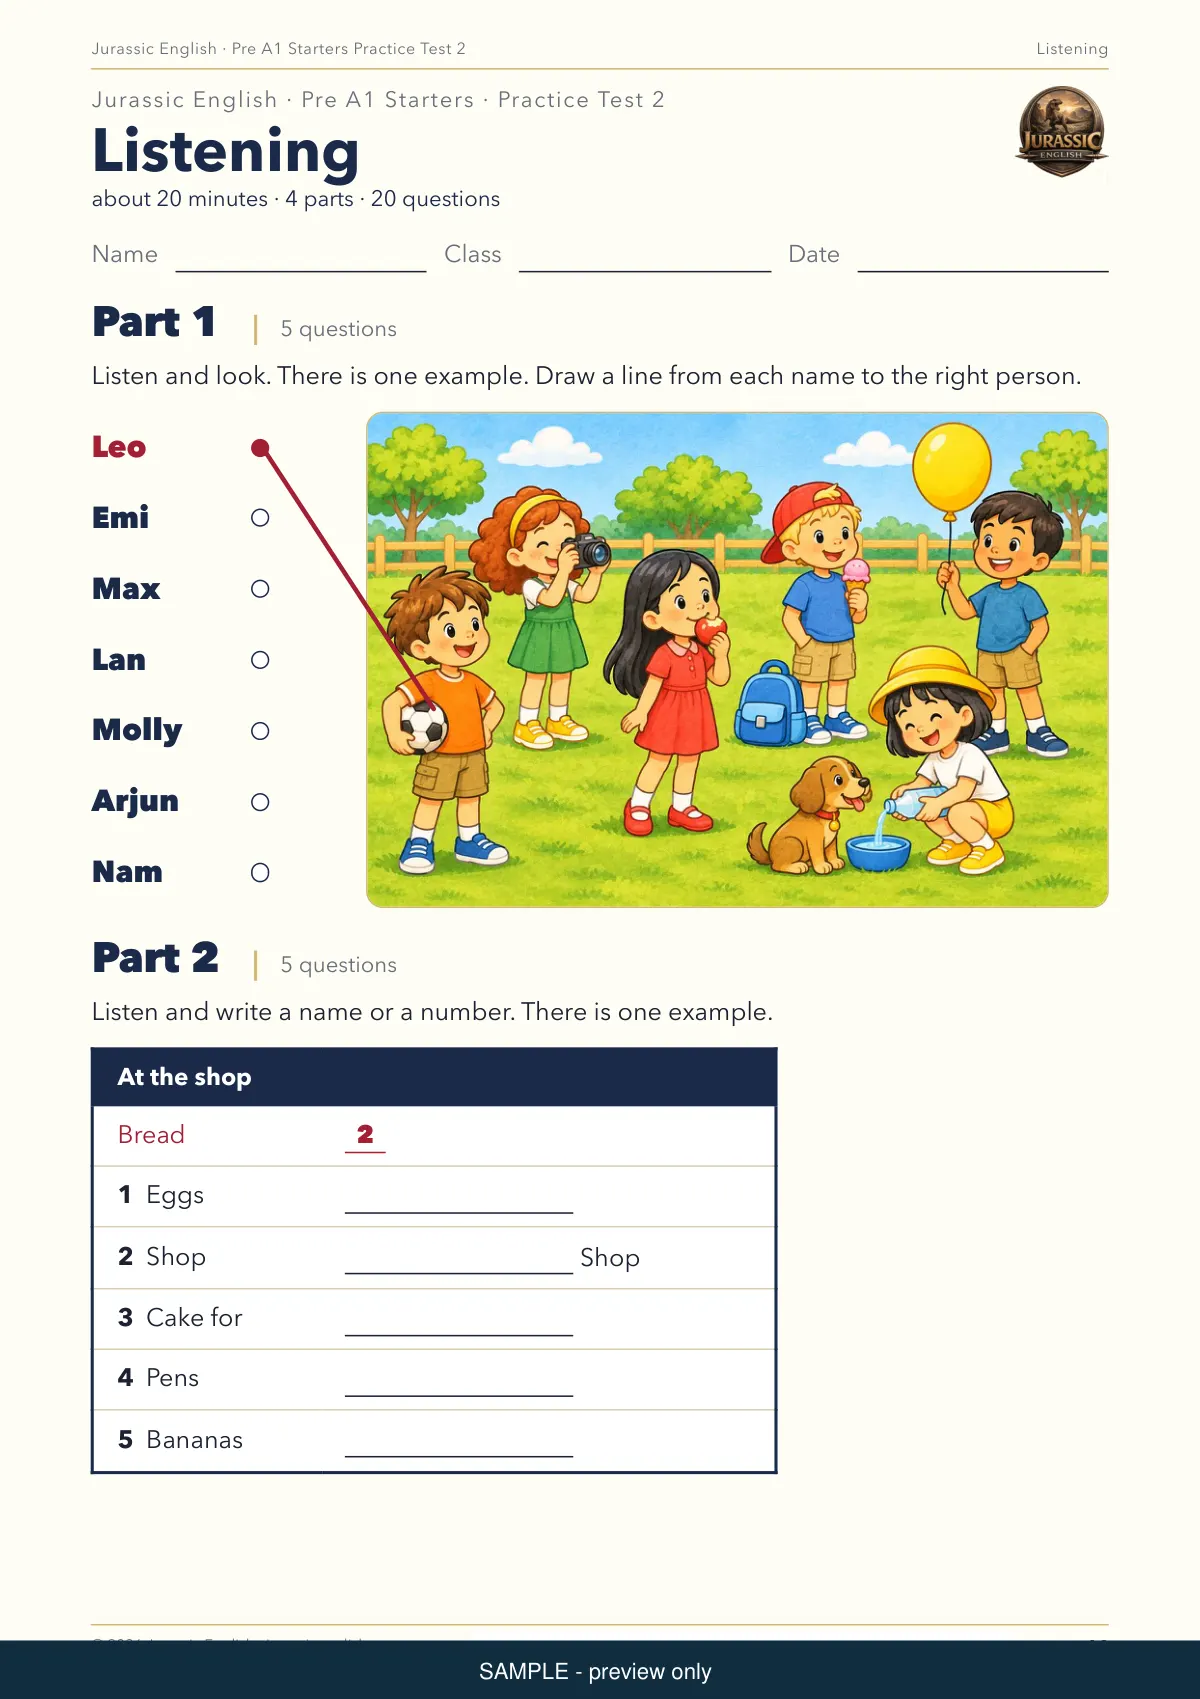 Jurassic English · Pre A1 Starters Practice Test 2 Listening
Jurassic English · Pre A1 Starters · Practice Test 2
JURASSIC
ENGLISH
Listening
about 20 minutes · 4 parts · 20 questions
Name Class Date
Part 1 5 questions
Listen and look. There is one example. Draw a line from each name to the right person.
Leo
Emi
Max
Lan
Molly
Arjun
Nam
Part 2 5 questions
Listen and write a name or a number. There is one example.
At the shop
Bread 2
1 Eggs
2 Shop Shop
3 Cake for
4 Pens
5 Bananas
SAMPLE - preview only